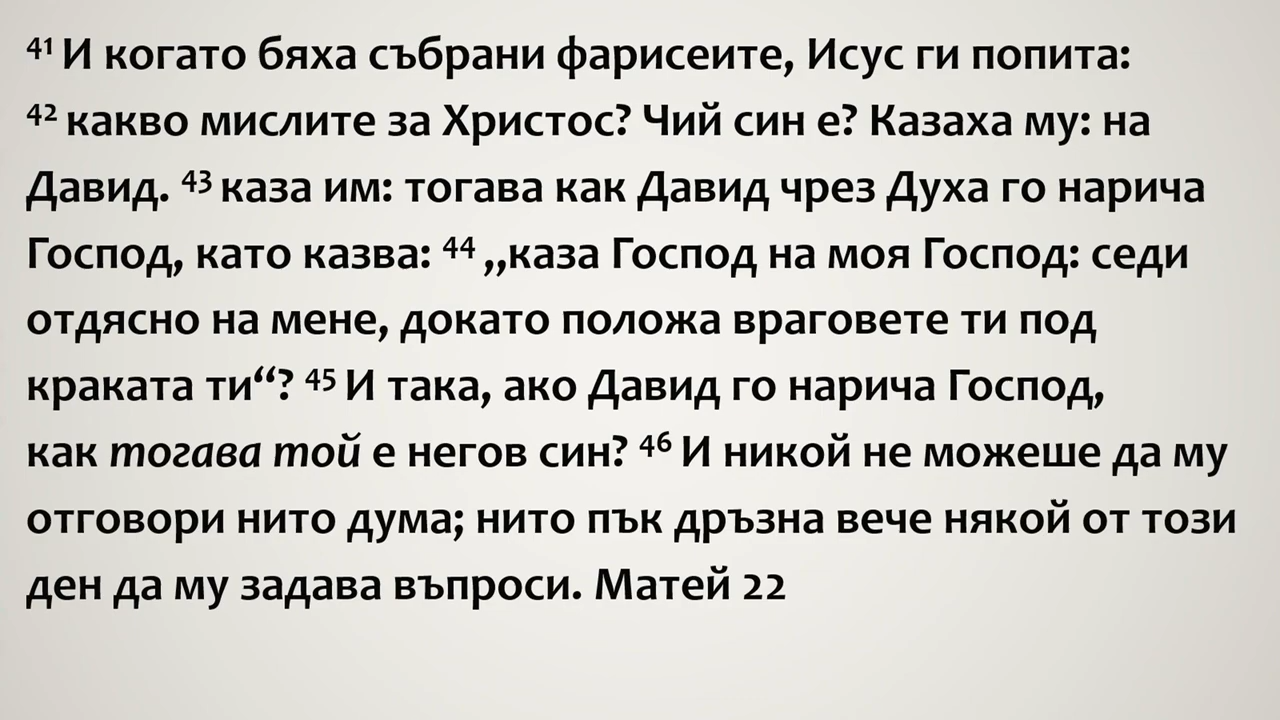 41 И когато бяха събрани фарисеите, Исус ги попита:
42 какво мислите за Христос? Чий син е? Казаха му: на
Давид. 43 каза им: тогава как Давид чрез Духа го нарича
Господ, като казва: 44 „каза Господ на моя Господ: седи
отдясно на мене, докато положа враговете ти под
краката ти“? 45 И така, ако Давид го нарича Господ,
как тогава той е негов син? 46 И никой не можеше да му
отговори нито дума; нито пък дръзна вече някой от този
ден да му задава въпроси. Матей 22